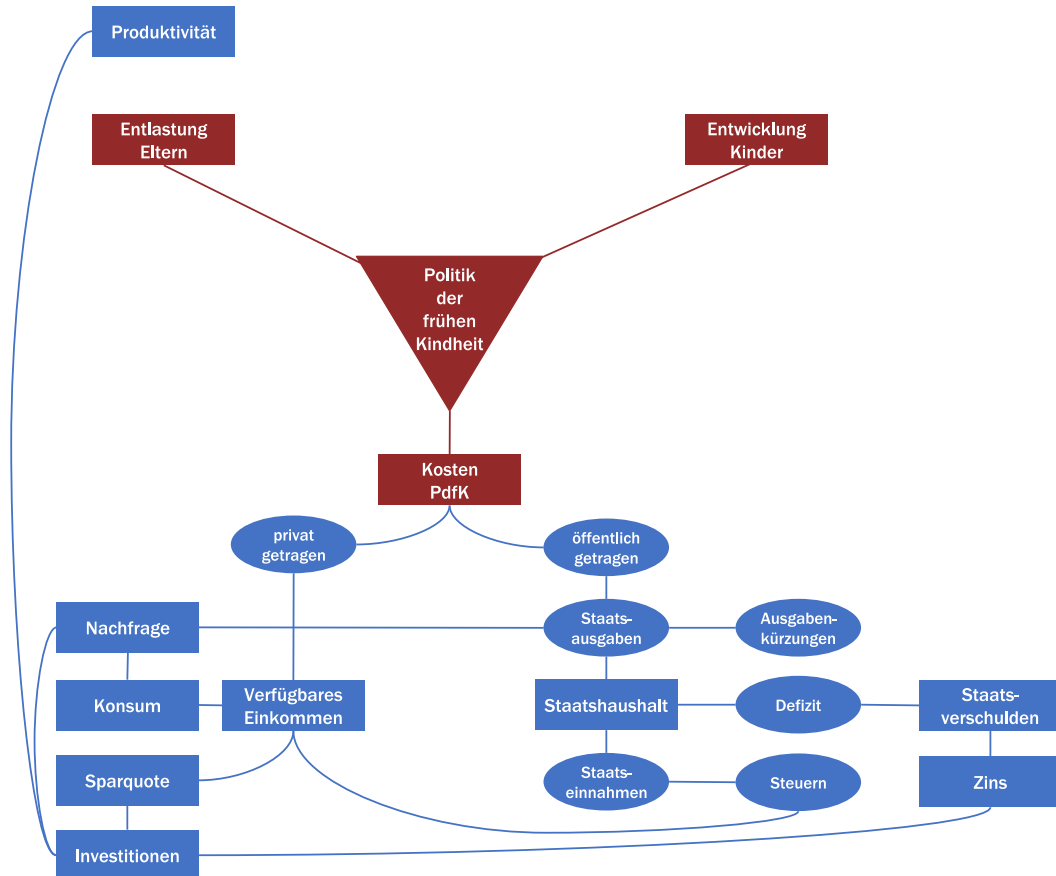 Produktivität
Entlastung
Eltern
Entwicklung
Kinder
Politik
der
frühen
Kindheit
Kosten
PdfK
privat
getragen
öffentlich
getragen
Nachfrage
Staats-
ausgaben
Ausgaben-
kürzungen
Konsum
Verfügbares
Einkommen
Staatshaushalt
Defizit
Staats-
verschulden
Sparquote
Staats-
einnahmen
Steuern
Zins
Investitionen